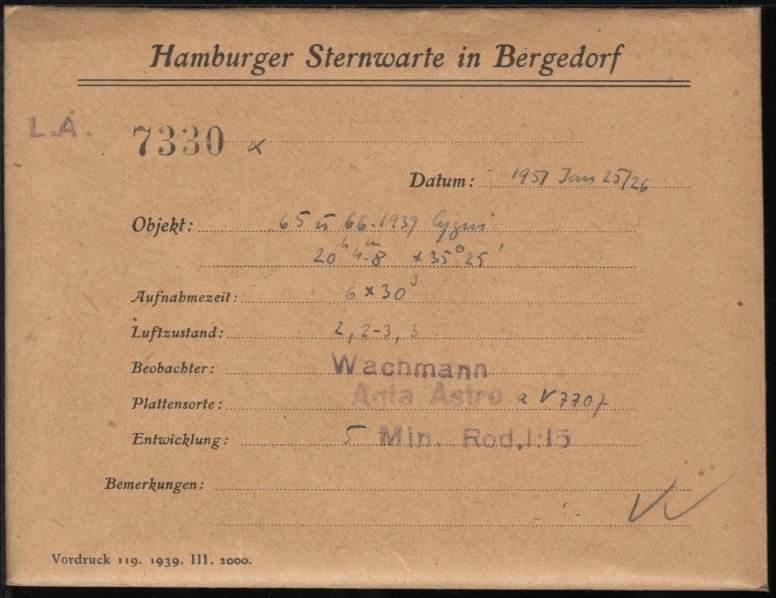 Hamburger Sternwarte in Bergedorf
L.A. 7330
Datum: 1951 Jan 25/26
Objekt: 65 u 66.1939 Cygni
20ʰ 4ᵐ.8 +35° 25'
Aufnahmezeit: 6 × 30ˢ
Luftzustand: 2, 2-3, 3
Beobachter: Wachmann
Plattensorte: Agfa Astro a V 7707
Entwicklung: 5 Min. Rod, 1:15
Bemerkungen:
Vordruck 119. 1939. III. 2000.